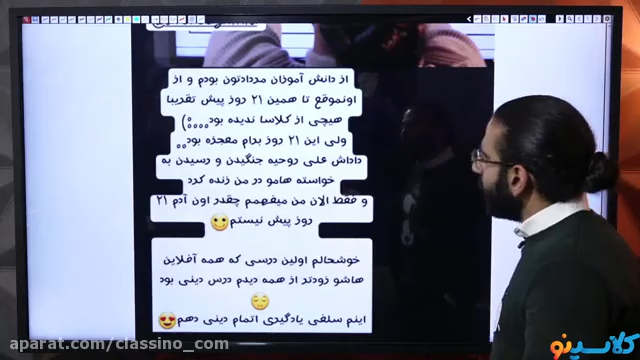 از دانش آموزان مردادتون بودم و از
اونموقع تا همین ۲۱ روز پیش تقریبا
هیچی از کلاسا ندیده بودم
ولی این ۲۱ روز برام معجزه بود
داداش علی روحیه جنگیدن و رسیدن به
خواسته هامو در من زنده کرد
و فقط الان من میفهمم چقدر اون آدم ۲۱
روز پیش نیستم
خوشحالم اولین درسی که همه آفلاین
هاشو زودتر از همه دیدم درس دینی بود
اینم سلفی یادگیری اتمام دینی دهم
aparat.com/classino_com
کلاسینو